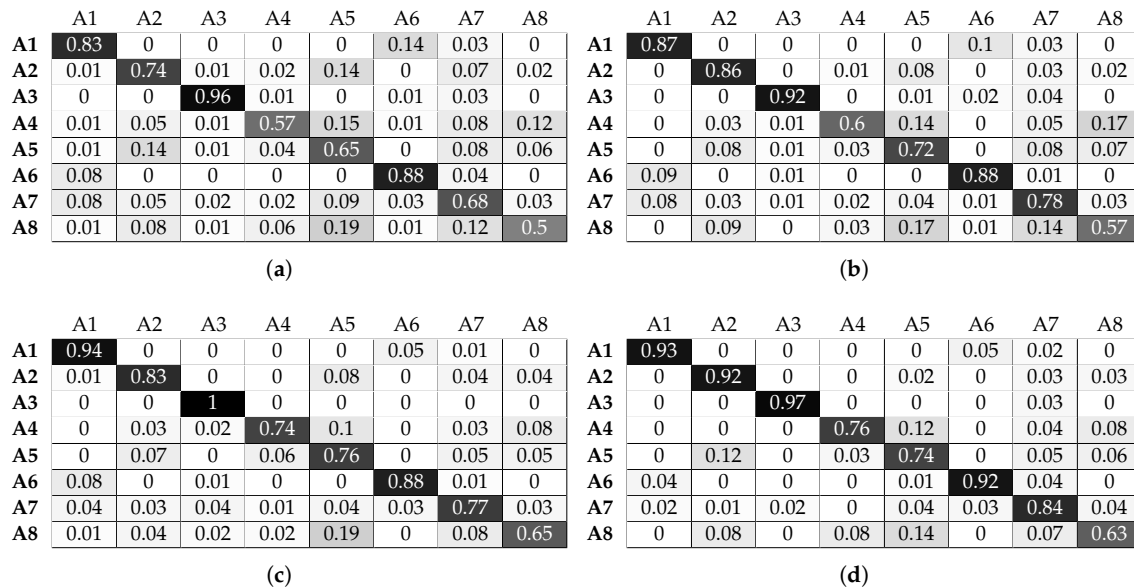 A1 A2 A3 A4 A5 A6 A7 A8
A1 0.83 0 0 0 0 0.14 0.03 0
A2 0.01 0.74 0.01 0.02 0.14 0 0.07 0.02
A3 0 0 0.96 0.01 0 0.01 0.03 0
A4 0.01 0.05 0.01 0.57 0.15 0.01 0.08 0.12
A5 0.01 0.14 0.01 0.04 0.65 0 0.08 0.06
A6 0.08 0 0 0 0 0.88 0.04 0
A7 0.08 0.05 0.02 0.02 0.09 0.03 0.68 0.03
A8 0.01 0.08 0.01 0.06 0.19 0.01 0.12 0.5
(a)
A1 A2 A3 A4 A5 A6 A7 A8
A1 0.87 0 0 0 0 0.1 0.03 0
A2 0 0.86 0 0.01 0.08 0 0.03 0.02
A3 0 0 0.92 0 0.01 0.02 0.04 0
A4 0 0.03 0.01 0.6 0.14 0 0.05 0.17
A5 0 0.08 0.01 0.03 0.72 0 0.08 0.07
A6 0.09 0 0.01 0 0 0.88 0.01 0
A7 0.08 0.03 0.01 0.02 0.04 0.01 0.78 0.03
A8 0 0.09 0 0.03 0.17 0.01 0.14 0.57
(b)
A1 A2 A3 A4 A5 A6 A7 A8
A1 0.94 0 0 0 0 0.05 0.01 0
A2 0.01 0.83 0 0 0.08 0 0.04 0.04
A3 0 0 1 0 0 0 0 0
A4 0 0.03 0.02 0.74 0.1 0 0.03 0.08
A5 0 0.07 0 0.06 0.76 0 0.05 0.05
A6 0.08 0 0.01 0 0 0.88 0.01 0
A7 0.04 0.03 0.04 0.01 0.04 0.03 0.77 0.03
A8 0.01 0.04 0.02 0.02 0.19 0 0.08 0.65
(c)
A1 A2 A3 A4 A5 A6 A7 A8
A1 0.93 0 0 0 0 0.05 0.02 0
A2 0 0.92 0 0 0.02 0 0.03 0.03
A3 0 0 0.97 0 0 0 0.03 0
A4 0 0 0 0.76 0.12 0 0.04 0.08
A5 0 0.12 0 0.03 0.74 0 0.05 0.06
A6 0.04 0 0 0 0.01 0.92 0.04 0
A7 0.02 0.01 0.02 0 0.04 0.03 0.84 0.04
A8 0 0.08 0 0.08 0.14 0 0.07 0.63
(d)